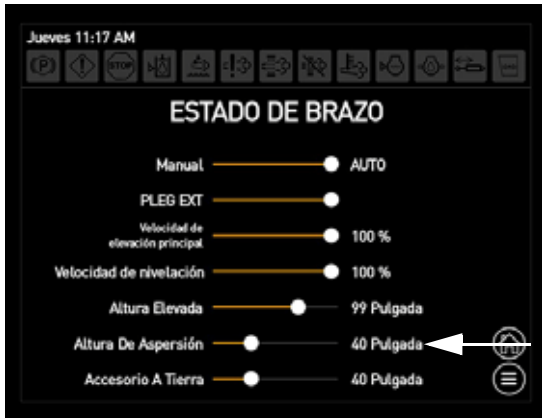 Jueves 11:17 AM
(P) STOP
ESTADO DE BRAZO
Manual AUTO
PLEG EXT
Velocidad de
elevación principal 100 %
Velocidad de nivelación 100 %
Altura Elevada 99 Pulgada
Altura De Aspersión 40 Pulgada
Accesorio A Tierra 40 Pulgada